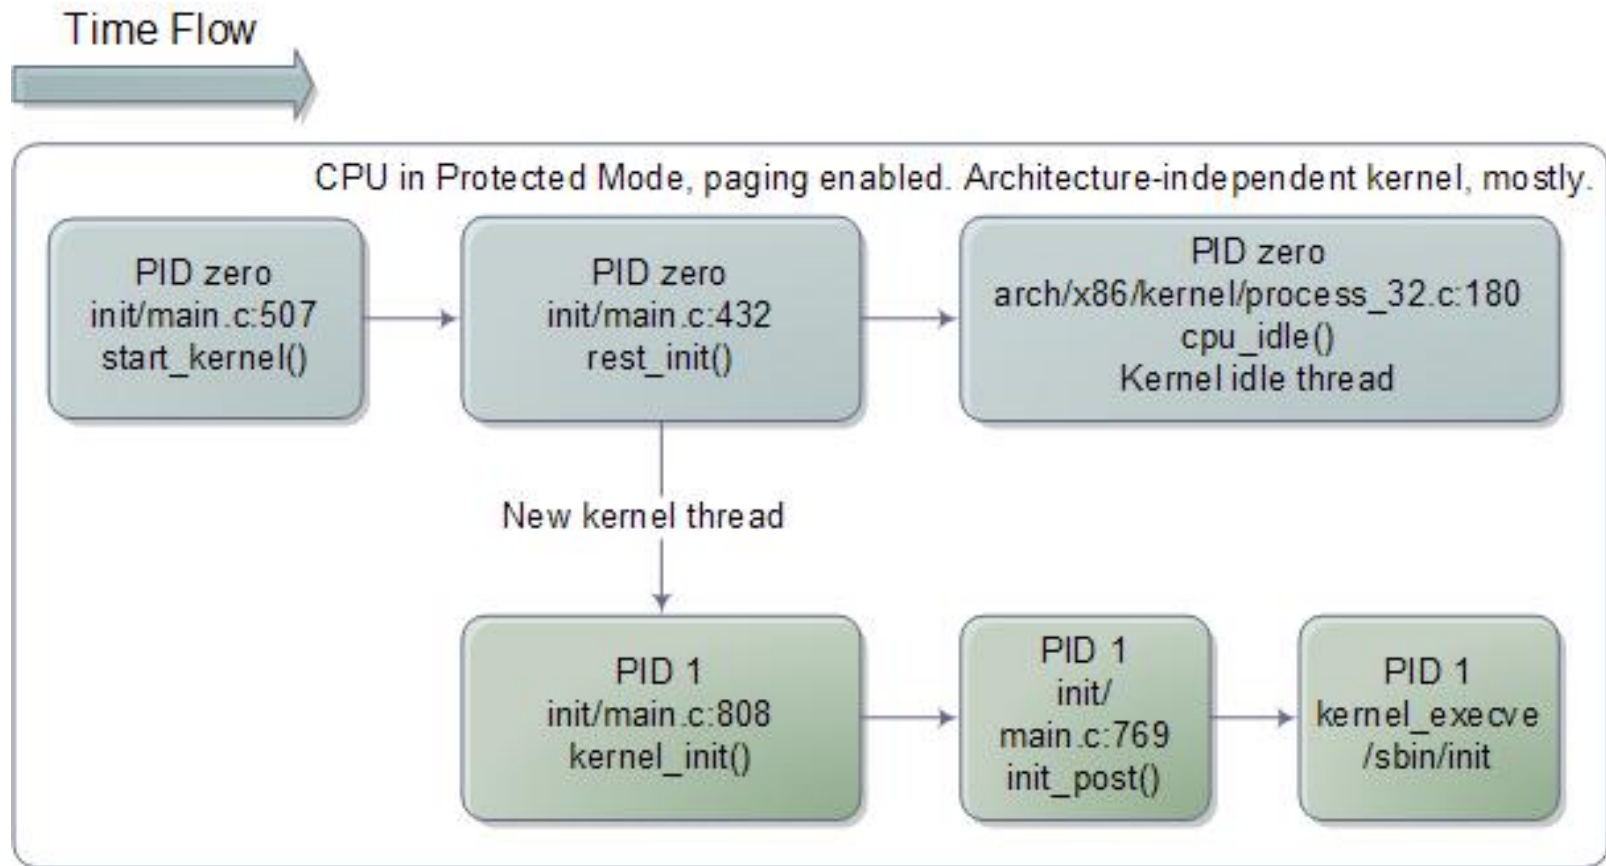 Time Flow
CPU in Protected Mode, paging enabled. Architecture-independent kernel, mostly.
PID zero
init/main.c:507
start_kernel()
PID zero
init/main.c:432
rest_init()
PID zero
arch/x86/kernel/process_32.c:180
cpu_idle()
Kernel idle thread
New kernel thread
PID 1
init/main.c:808
kernel_init()
PID 1
init/
main.c:769
init_post()
PID 1
kernel_execve
/sbin/init